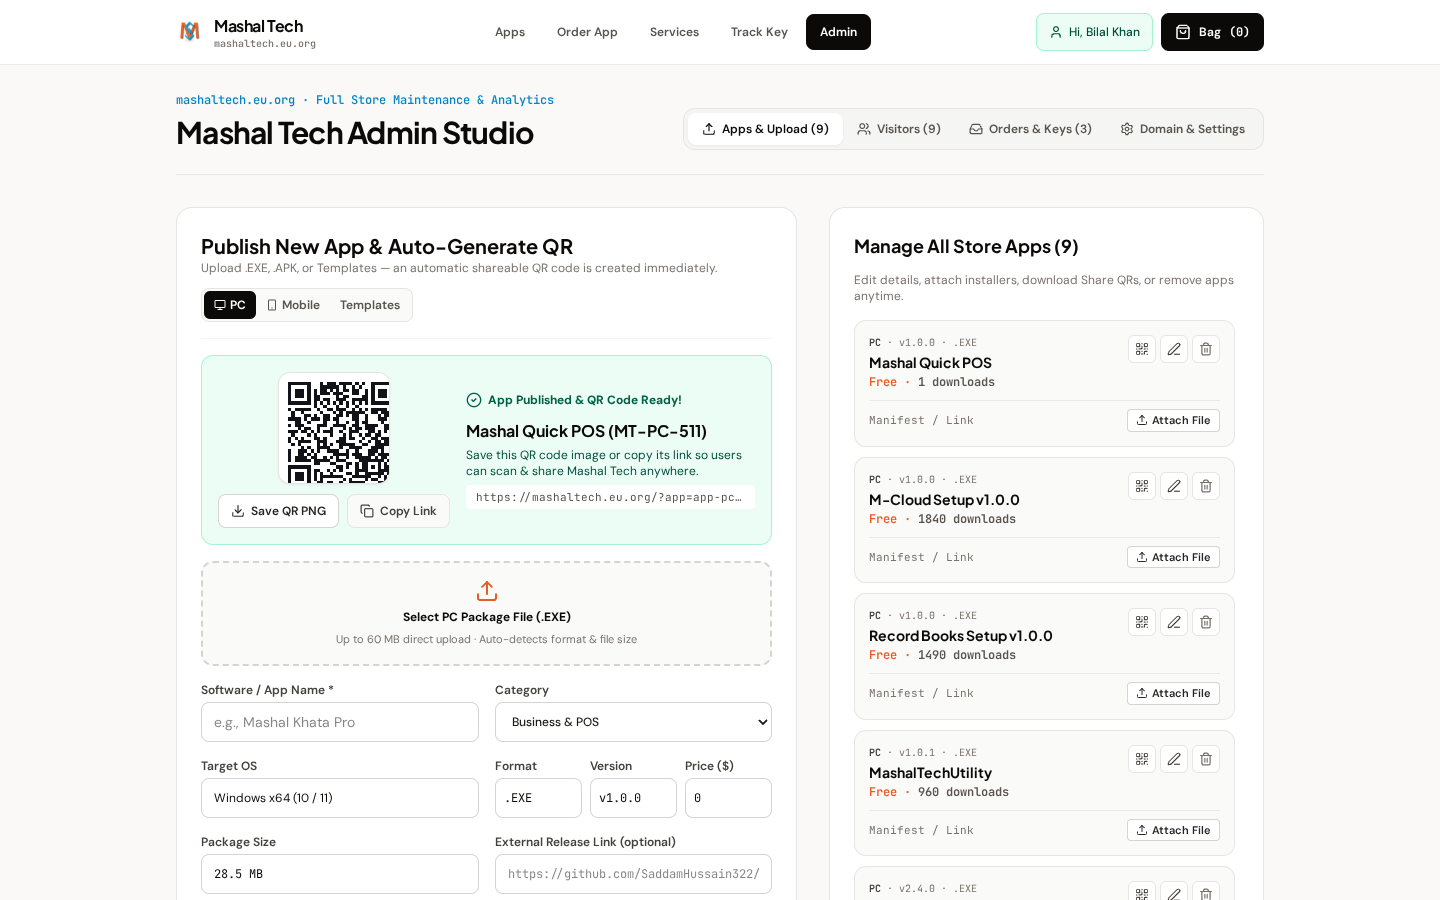 Mashal Tech
mashaltech.eu.org
Apps
Order App
Services
Track Key
Admin
Hi, Bilal Khan
Bag (0)
mashaltech.eu.org · Full Store Maintenance & Analytics
Mashal Tech Admin Studio
Apps & Upload (9)
Visitors (9)
Orders & Keys (3)
Domain & Settings
Publish New App & Auto-Generate QR
Upload .EXE, .APK, or Templates — an automatic shareable QR code is created immediately.
PC
Mobile
Templates
App Published & QR Code Ready!
Mashal Quick POS (MT-PC-511)
Save this QR code image or copy its link so users
can scan & share Mashal Tech anywhere.
https://mashaltech.eu.org/?app=app-pc…
Save QR PNG
Copy Link
Select PC Package File (.EXE)
Up to 60 MB direct upload · Auto-detects format & file size
Software / App Name *
e.g., Mashal Khata Pro
Category
Business & POS
Target OS
Windows x64 (10 / 11)
Format
.EXE
Version
v1.0.0
Price ($)
0
Package Size
28.5 MB
External Release Link (optional)
https://github.com/SaddamHussain322/
Manage All Store Apps (9)
Edit details, attach installers, download Share QRs, or remove apps
anytime.
PC · v1.0.0 · .EXE
Mashal Quick POS
Free · 1 downloads
Manifest / Link
Attach File
PC · v1.0.0 · .EXE
M-Cloud Setup v1.0.0
Free · 1840 downloads
Manifest / Link
Attach File
PC · v1.0.0 · .EXE
Record Books Setup v1.0.0
Free · 1490 downloads
Manifest / Link
Attach File
PC · v1.0.1 · .EXE
MashalTechUtility
Free · 960 downloads
Manifest / Link
Attach File
PC · v2.4.0 · .EXE